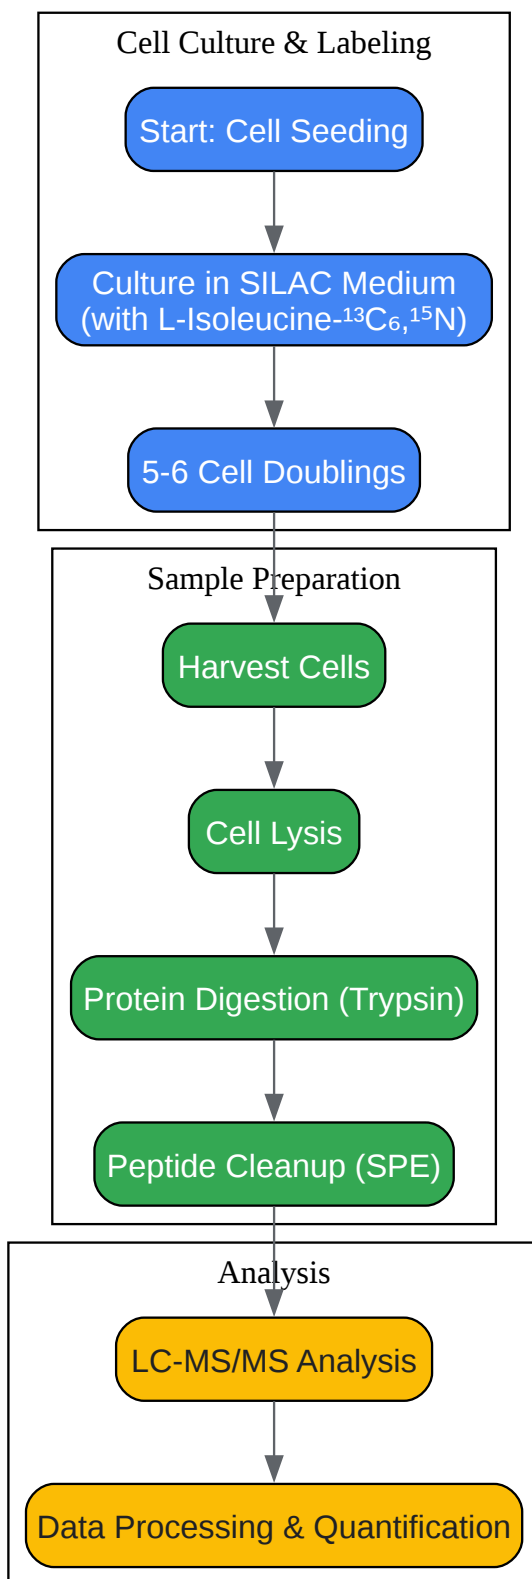 Cell Culture & Labeling
Start: Cell Seeding
Culture in SILAC Medium
(with L-Isoleucine-¹³C₆,¹⁵N)
5-6 Cell Doublings
Sample Preparation
Harvest Cells
Cell Lysis
Protein Digestion (Trypsin)
Peptide Cleanup (SPE)
Analysis
LC-MS/MS Analysis
Data Processing & Quantification